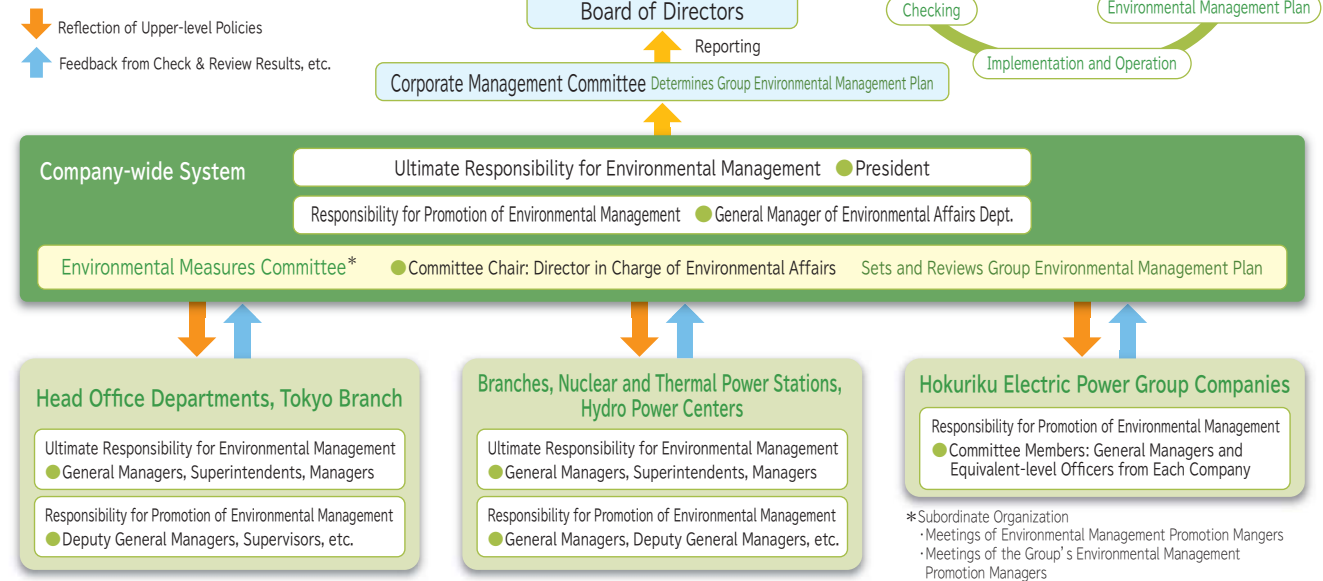 Reflection of Upper-level Policies
Feedback from Check & Review Results, etc.
Board of Directors
Reporting
Corporate Management Committee Determines Group Environmental Management Plan
Checking
Environmental Management Plan
Implementation and Operation
Company-wide System
Ultimate Responsibility for Environmental Management ●President
Responsibility for Promotion of Environmental Management ●General Manager of Environmental Affairs Dept.
Environmental Measures Committee* ●Committee Chair: Director in Charge of Environmental Affairs Sets and Reviews Group Environmental Management Plan
Head Office Departments, Tokyo Branch
Ultimate Responsibility for Environmental Management
●General Managers, Superintendents, Managers
Responsibility for Promotion of Environmental Management
●Deputy General Managers, Supervisors, etc.
Branches, Nuclear and Thermal Power Stations,
Hydro Power Centers
Ultimate Responsibility for Environmental Management
●General Managers, Superintendents, Managers
Responsibility for Promotion of Environmental Management
●General Managers, Deputy General Managers, etc.
Hokuriku Electric Power Group Companies
Responsibility for Promotion of Environmental Management
●Committee Members: General Managers and
Equivalent-level Officers from Each Company
*Subordinate Organization
・Meetings of Environmental Management Promotion Mangers
・Meetings of the Group's Environmental Management
Promotion Managers